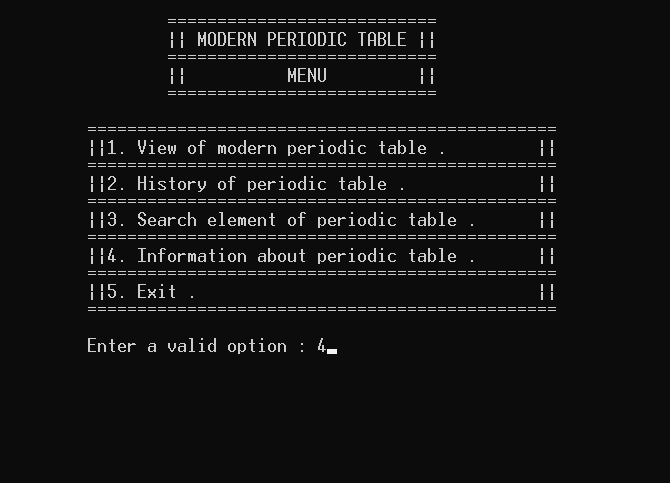 ===========================
¦¦ MODERN PERIODIC TABLE ¦¦
===========================
¦¦          MENU         ¦¦
===========================
===============================================
¦¦1. View of modern periodic table .         ¦¦
===============================================
¦¦2. History of periodic table .             ¦¦
===============================================
¦¦3. Search element of periodic table .      ¦¦
===============================================
¦¦4. Information about periodic table .      ¦¦
===============================================
¦¦5. Exit .                                  ¦¦
===============================================
Enter a valid option : 4